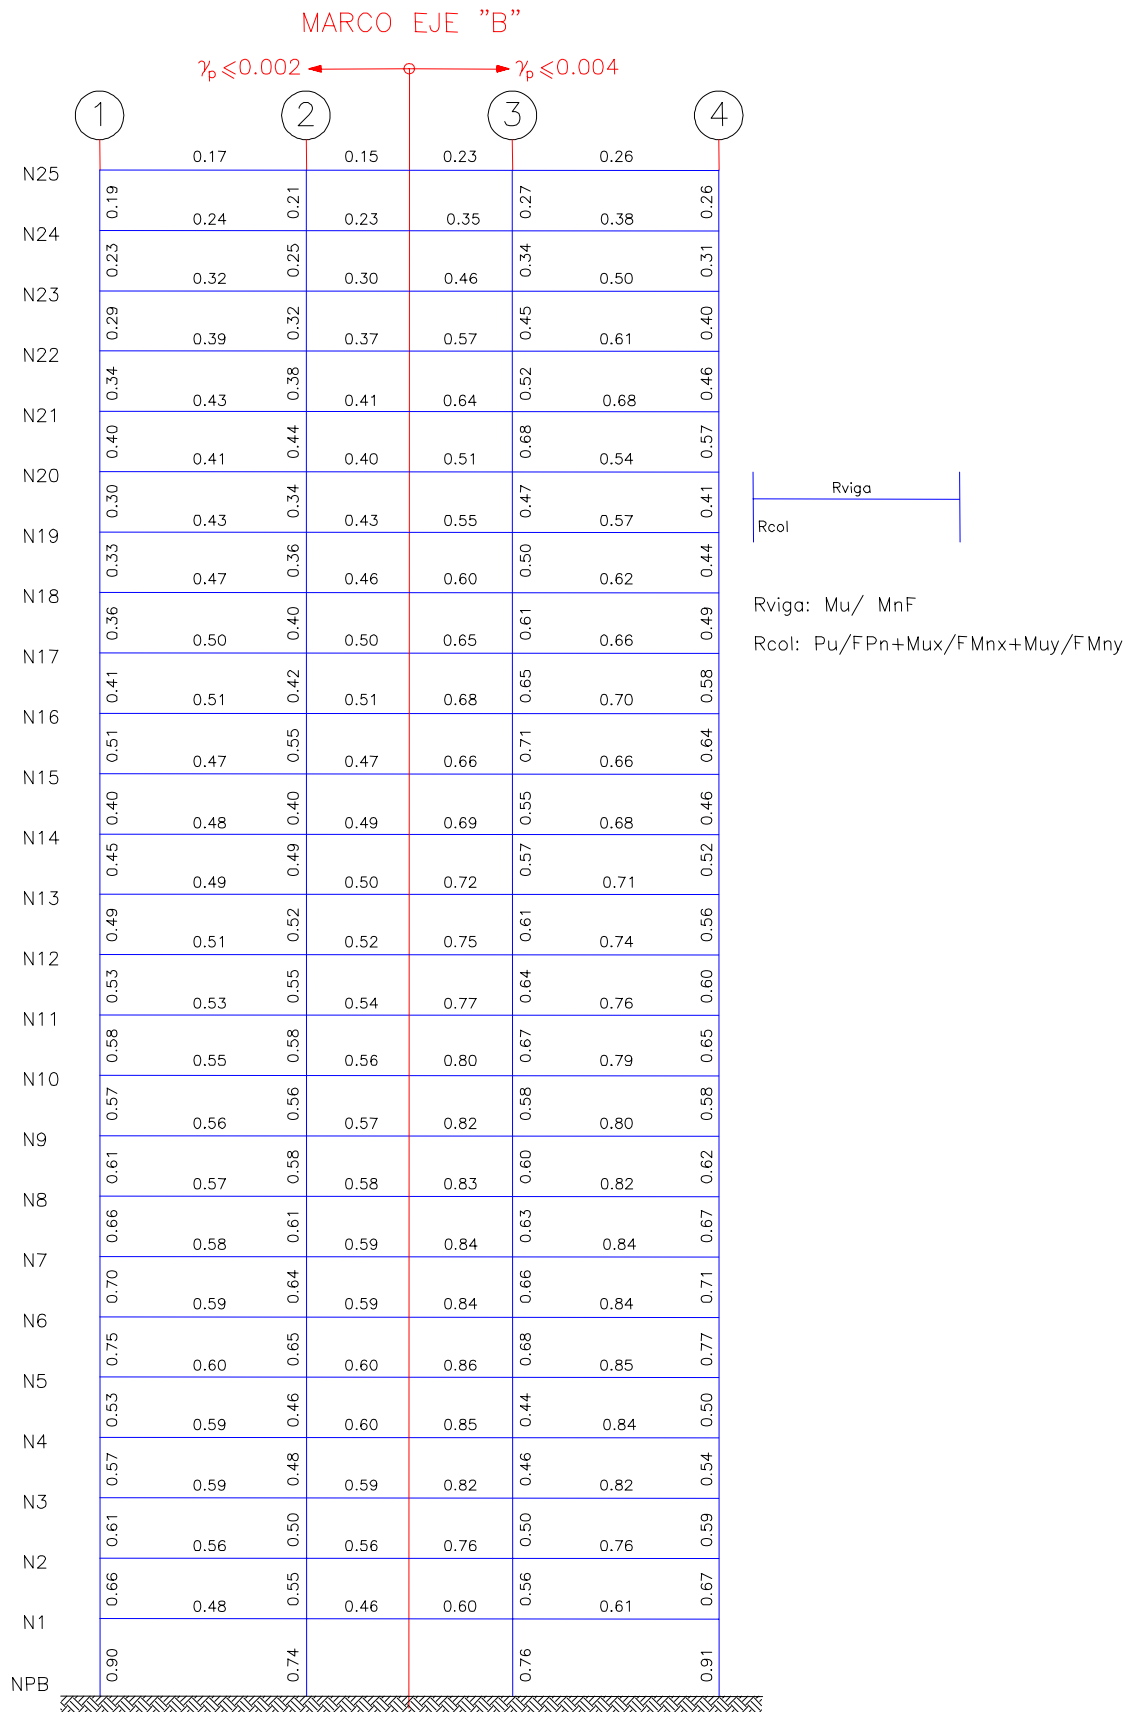 MARCO EJE "B"
γp ≤0.002 γp ≤0.004
1 2 3 4
0.17 0.15 0.23 0.26
N25
0.19 0.21 0.27 0.26
0.24 0.23 0.35 0.38
N24
0.23 0.25 0.34 0.31
0.32 0.30 0.46 0.50
N23
0.29 0.32 0.45 0.40
0.39 0.37 0.57 0.61
N22
0.34 0.38 0.52 0.46
0.43 0.41 0.64 0.68
N21
0.40 0.44 0.68 0.57
0.41 0.40 0.51 0.54
N20
0.30 0.34 0.47 0.41
0.43 0.43 0.55 0.57
N19
0.33 0.36 0.50 0.44
0.47 0.46 0.60 0.62
N18
0.36 0.40 0.61 0.49
0.50 0.50 0.65 0.66
N17
0.41 0.42 0.65 0.58
0.51 0.51 0.68 0.70
N16
0.51 0.55 0.71 0.64
0.47 0.47 0.66 0.66
N15
0.40 0.40 0.55 0.46
0.48 0.49 0.69 0.68
N14
0.45 0.49 0.57 0.52
0.49 0.50 0.72 0.71
N13
0.49 0.52 0.61 0.56
0.51 0.52 0.75 0.74
N12
0.53 0.55 0.64 0.60
0.53 0.54 0.77 0.76
N11
0.58 0.58 0.67 0.65
0.55 0.56 0.80 0.79
N10
0.57 0.56 0.58 0.58
0.56 0.57 0.82 0.80
N9
0.61 0.58 0.60 0.62
0.57 0.58 0.83 0.82
N8
0.66 0.61 0.63 0.67
0.58 0.59 0.84 0.84
N7
0.70 0.64 0.66 0.71
0.59 0.59 0.84 0.84
N6
0.75 0.65 0.68 0.77
0.60 0.60 0.86 0.85
N5
0.53 0.46 0.44 0.50
0.59 0.60 0.85 0.84
N4
0.57 0.48 0.46 0.54
0.59 0.59 0.82 0.82
N3
0.61 0.50 0.50 0.59
0.56 0.56 0.76 0.76
N2
0.66 0.55 0.56 0.67
0.48 0.46 0.60 0.61
N1
0.90 0.74 0.76 0.91
NPB
Rviga
Rcol
Rviga: Mu/ MnF
Rcol: Pu/FPn+Mux/FMnx+Muy/FMny